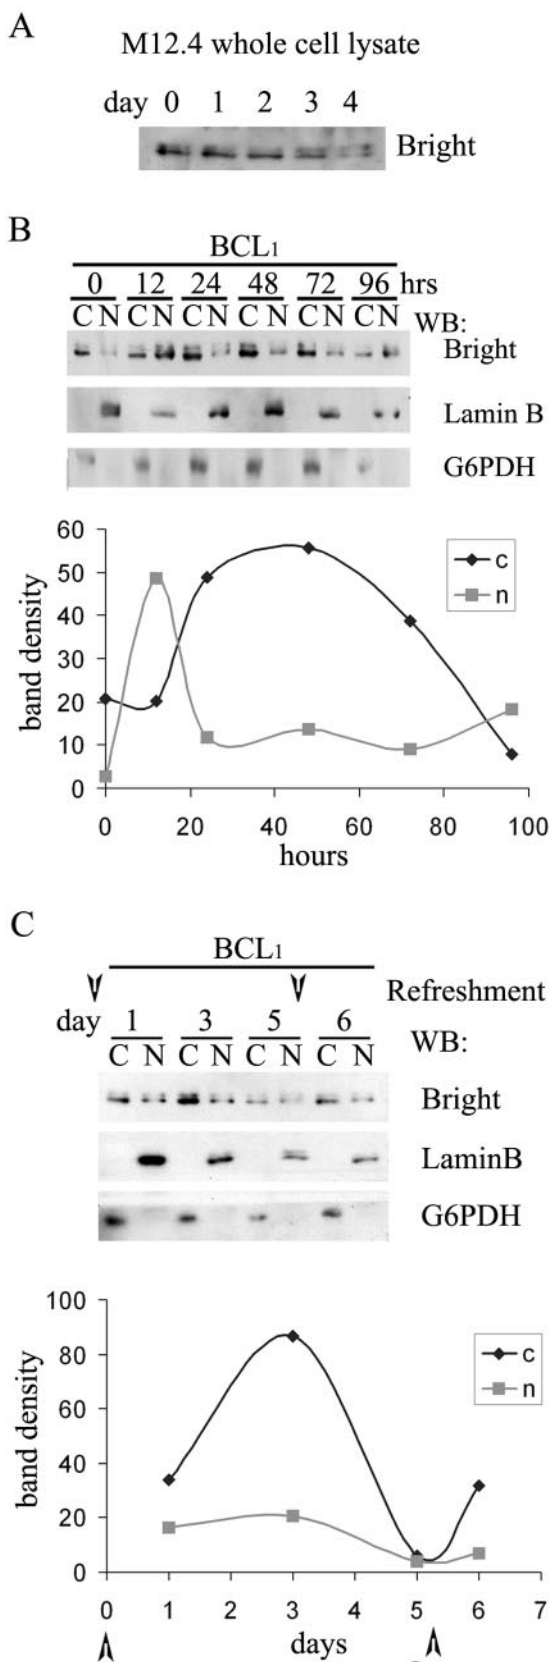 A
M12.4 whole cell lysate
day 0 1 2 3 4
Bright
B
BCL1
0 12 24 48 72 96 hrs
C N C N C N C N C N C N WB:
Bright
Lamin B
G6PDH
60
50
40
30
20
10
0
band density
c
n
0 20 40 60 80 100
hours
C
BCL1
Refreshment
day 1 3 5 6
C N C N C N C N WB:
Bright
LaminB
G6PDH
100
80
60
40
20
0
band density
c
n
0 1 2 3 4 5 6 7
days